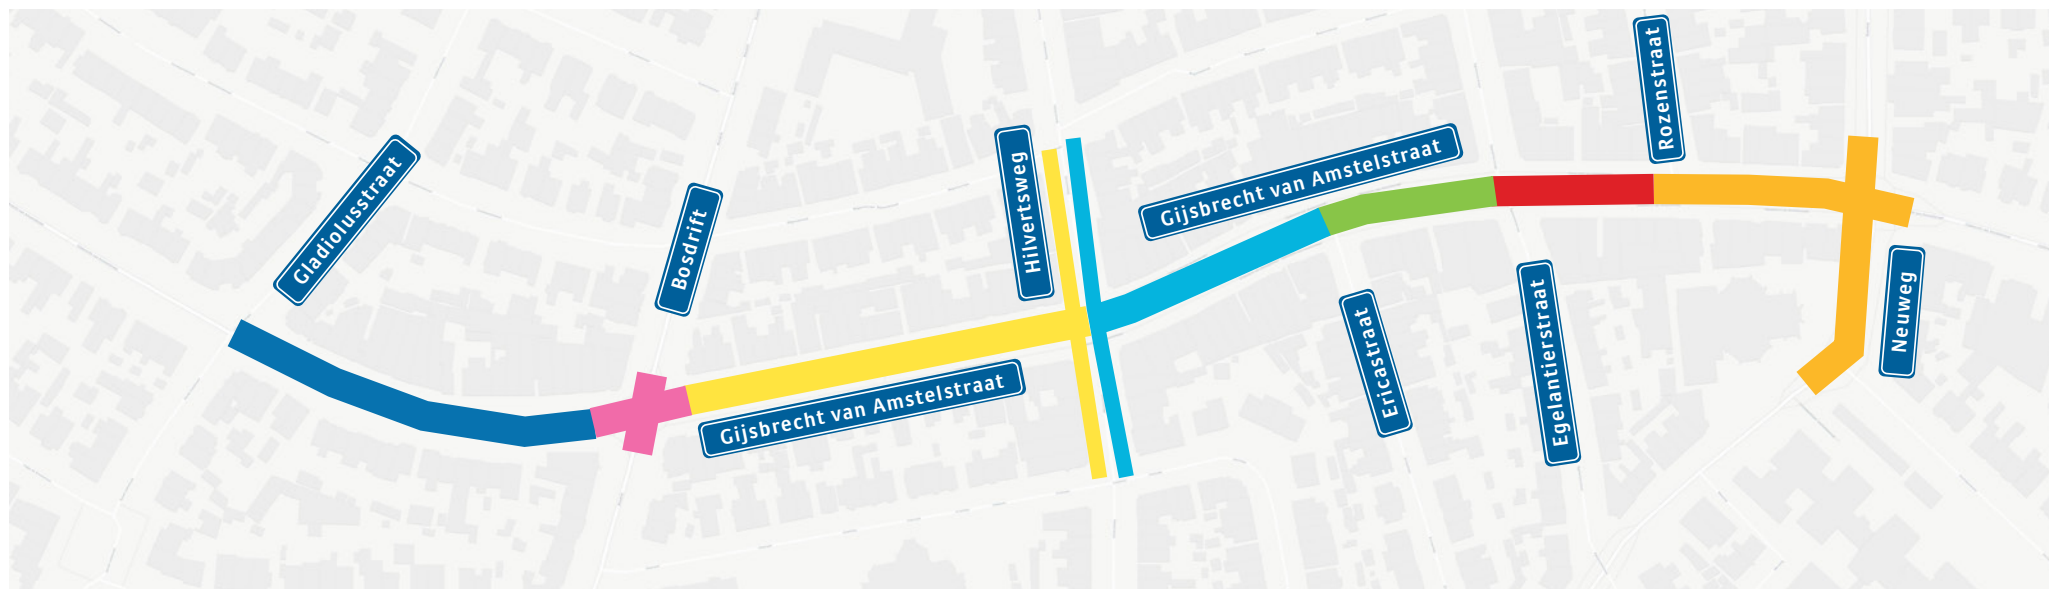 Gladiolusstraat
Bosdrift
Gijsbrecht van Amstelstraat
Hilvertsweg
Gijsbrecht van Amstelstraat
Ericastraat
Egelantierstraat
Rozenstraat
Neuweg